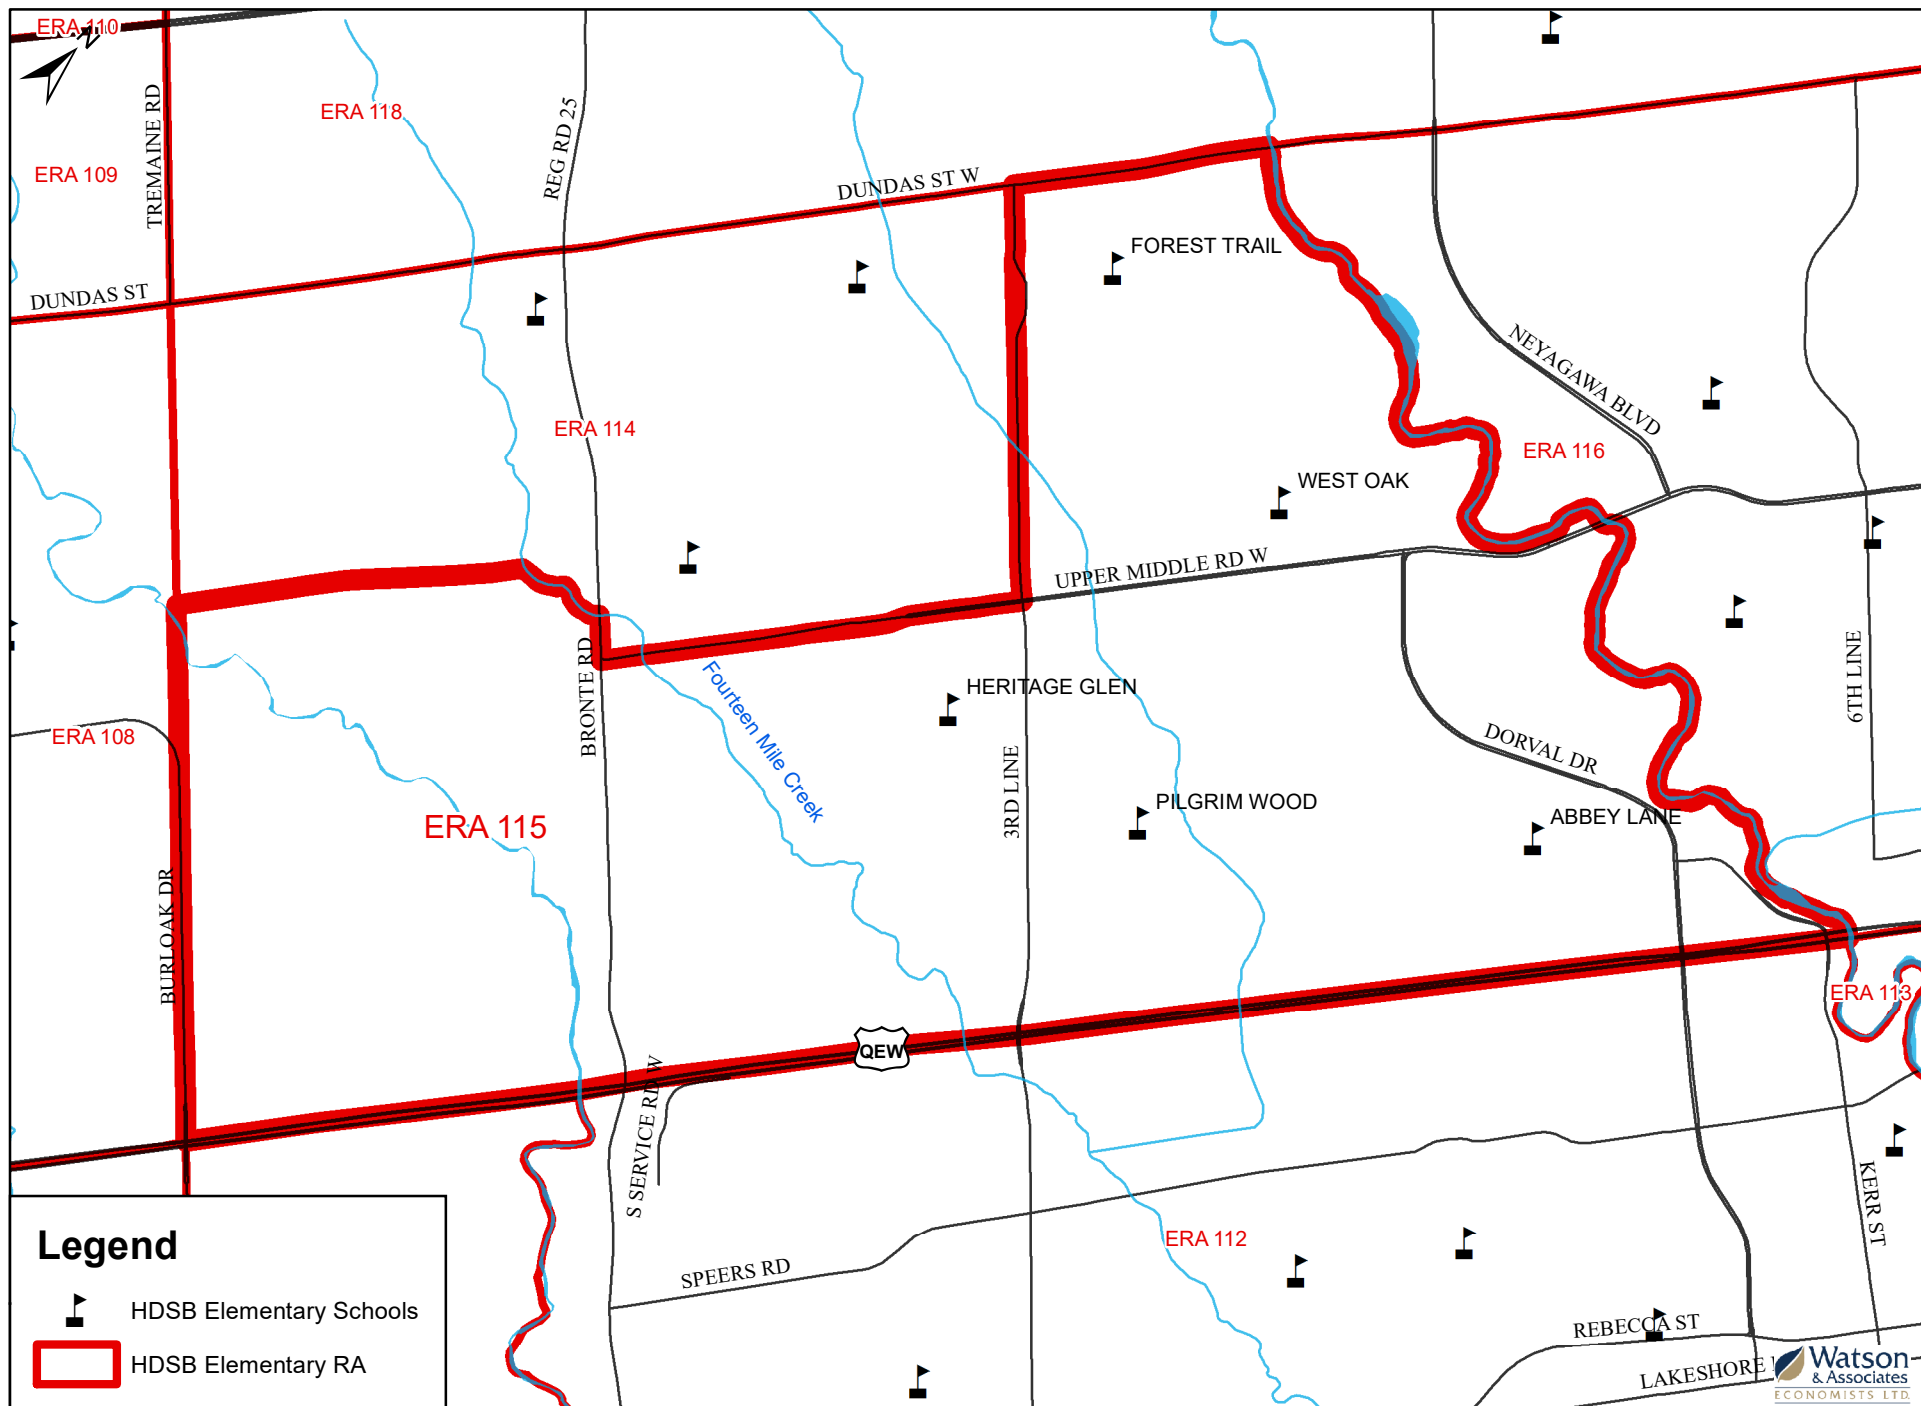 ERA 110
N
ERA 118
TREMAINE RD
REG RD 25
ERA 109
DUNDAS ST W
FOREST TRAIL
DUNDAS ST
NEYAGAWA BLVD
ERA 114
ERA 116
WEST OAK
UPPER MIDDLE RD W
BRONTE RD
Fourteen Mile Creek
HERITAGE GLEN
6TH LINE
ERA 108
DORVAL DR
3RD LINE
PILGRIM WOOD
ERA 115
ABBEY LANE
BURLOAK DR
ERA 113
QEW
S SERVICE RD W
KERR ST
ERA 112
SPEERS RD
REBECCA ST
LAKESHORE
Legend
HDSB Elementary Schools
HDSB Elementary RA
Watson
& Associates
ECONOMISTS LTD.